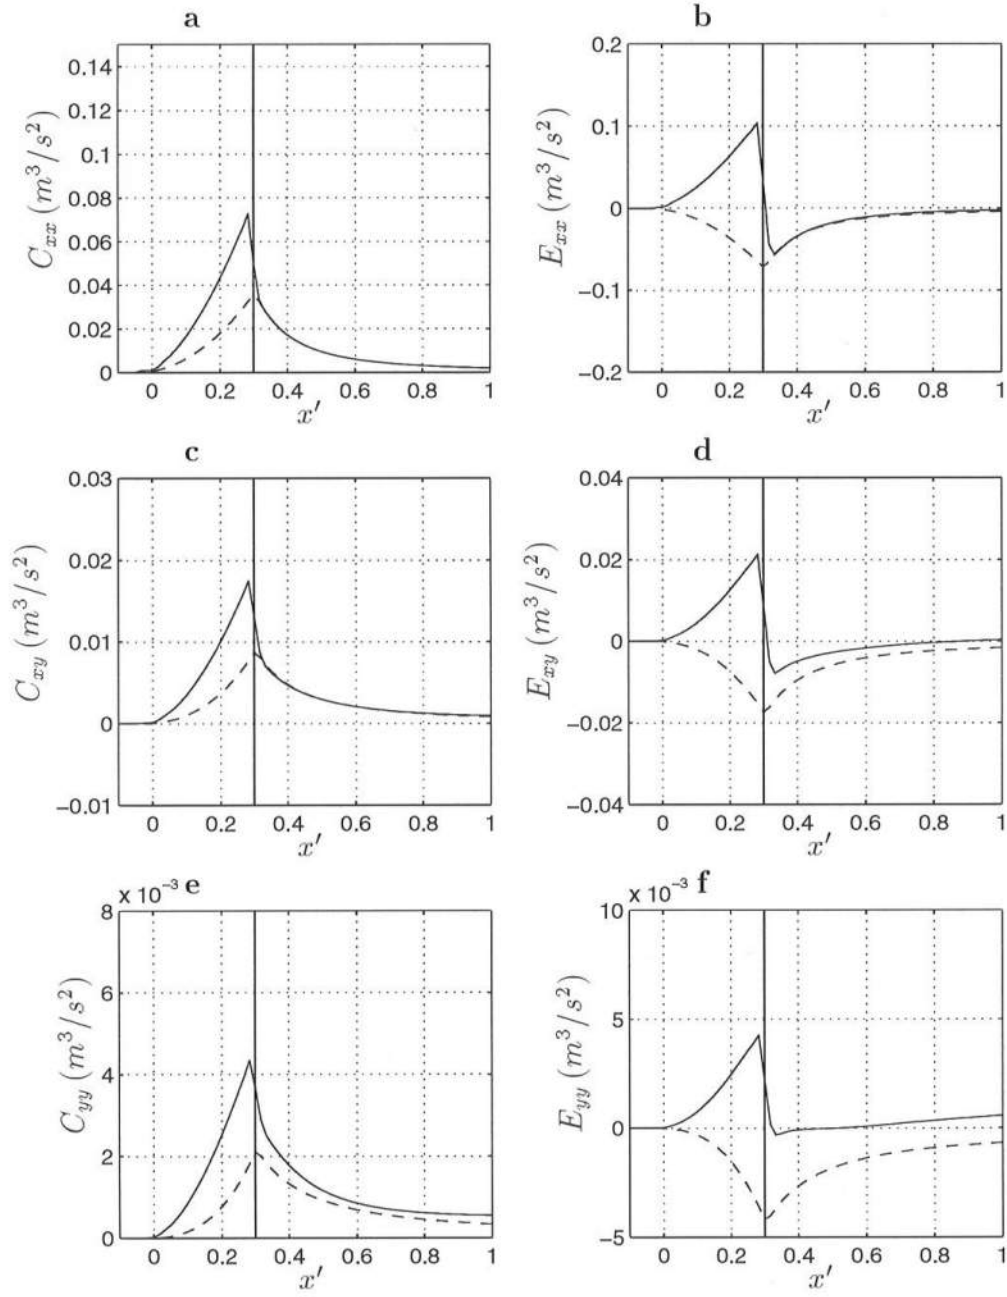 a
0.14
0.12
0.1
0.08
0.06
0.04
0.02
0
C_{xx} (m^3/s^2)
0 0.2 0.4 0.6 0.8 1
x′
b
0.2
0.1
0
−0.1
−0.2
E_{xx} (m^3/s^2)
0 0.2 0.4 0.6 0.8 1
x′
c
0.03
0.02
0.01
0
−0.01
C_{xy} (m^3/s^2)
0 0.2 0.4 0.6 0.8 1
x′
d
0.04
0.02
0
−0.02
−0.04
E_{xy} (m^3/s^2)
0 0.2 0.4 0.6 0.8 1
x′
x 10^{−3} e
8
6
4
2
0
C_{yy} (m^3/s^2)
0 0.2 0.4 0.6 0.8 1
x′
x 10^{−3} f
10
5
0
−5
E_{yy} (m^3/s^2)
0 0.2 0.4 0.6 0.8 1
x′